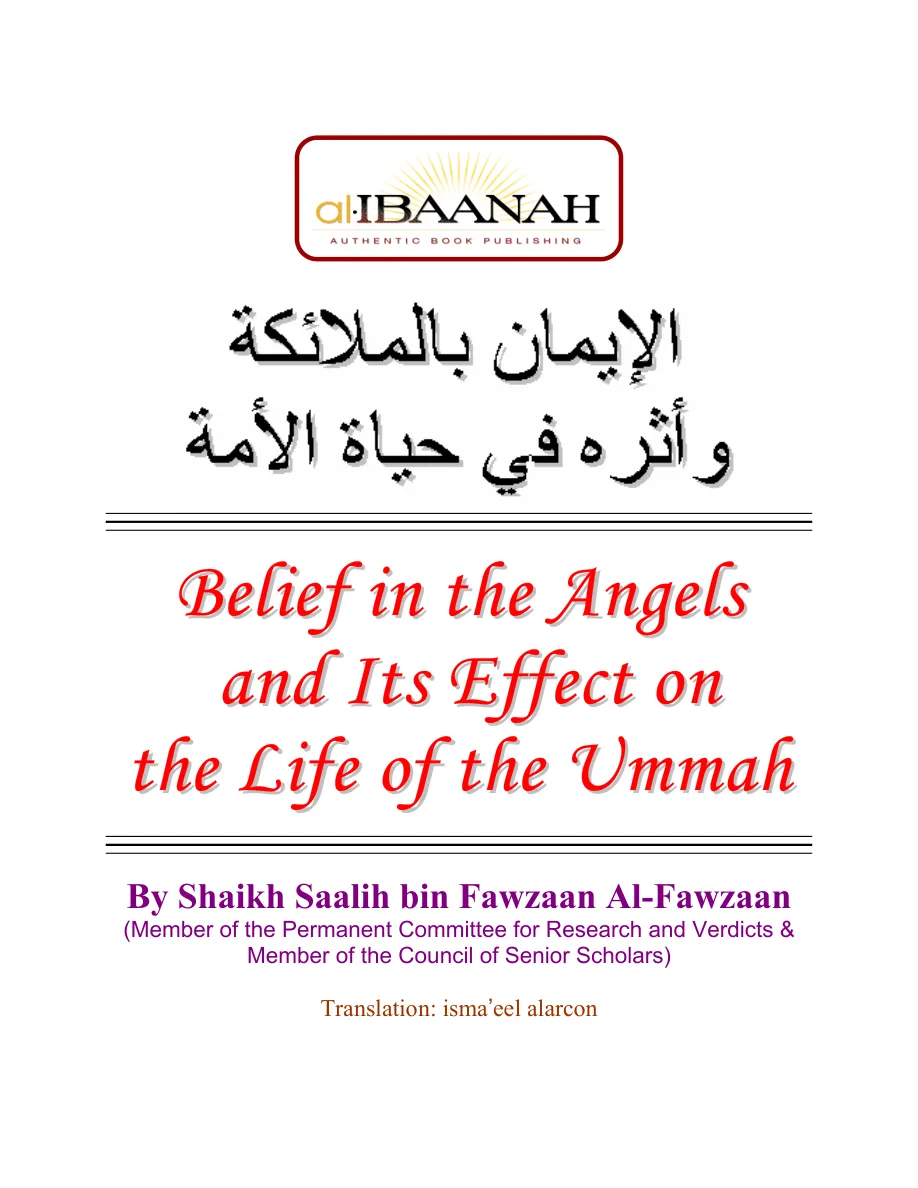 al·IBAANAH
AUTHENTIC BOOK PUBLISHING
الإيمان بالملائكة
وأثره في حياة الأمة
Belief in the Angels
and Its Effect on
the Life of the Ummah
By Shaikh Saalih bin Fawzaan Al-Fawzaan
(Member of the Permanent Committee for Research and Verdicts &
Member of the Council of Senior Scholars)
Translation: isma’eel alarcon